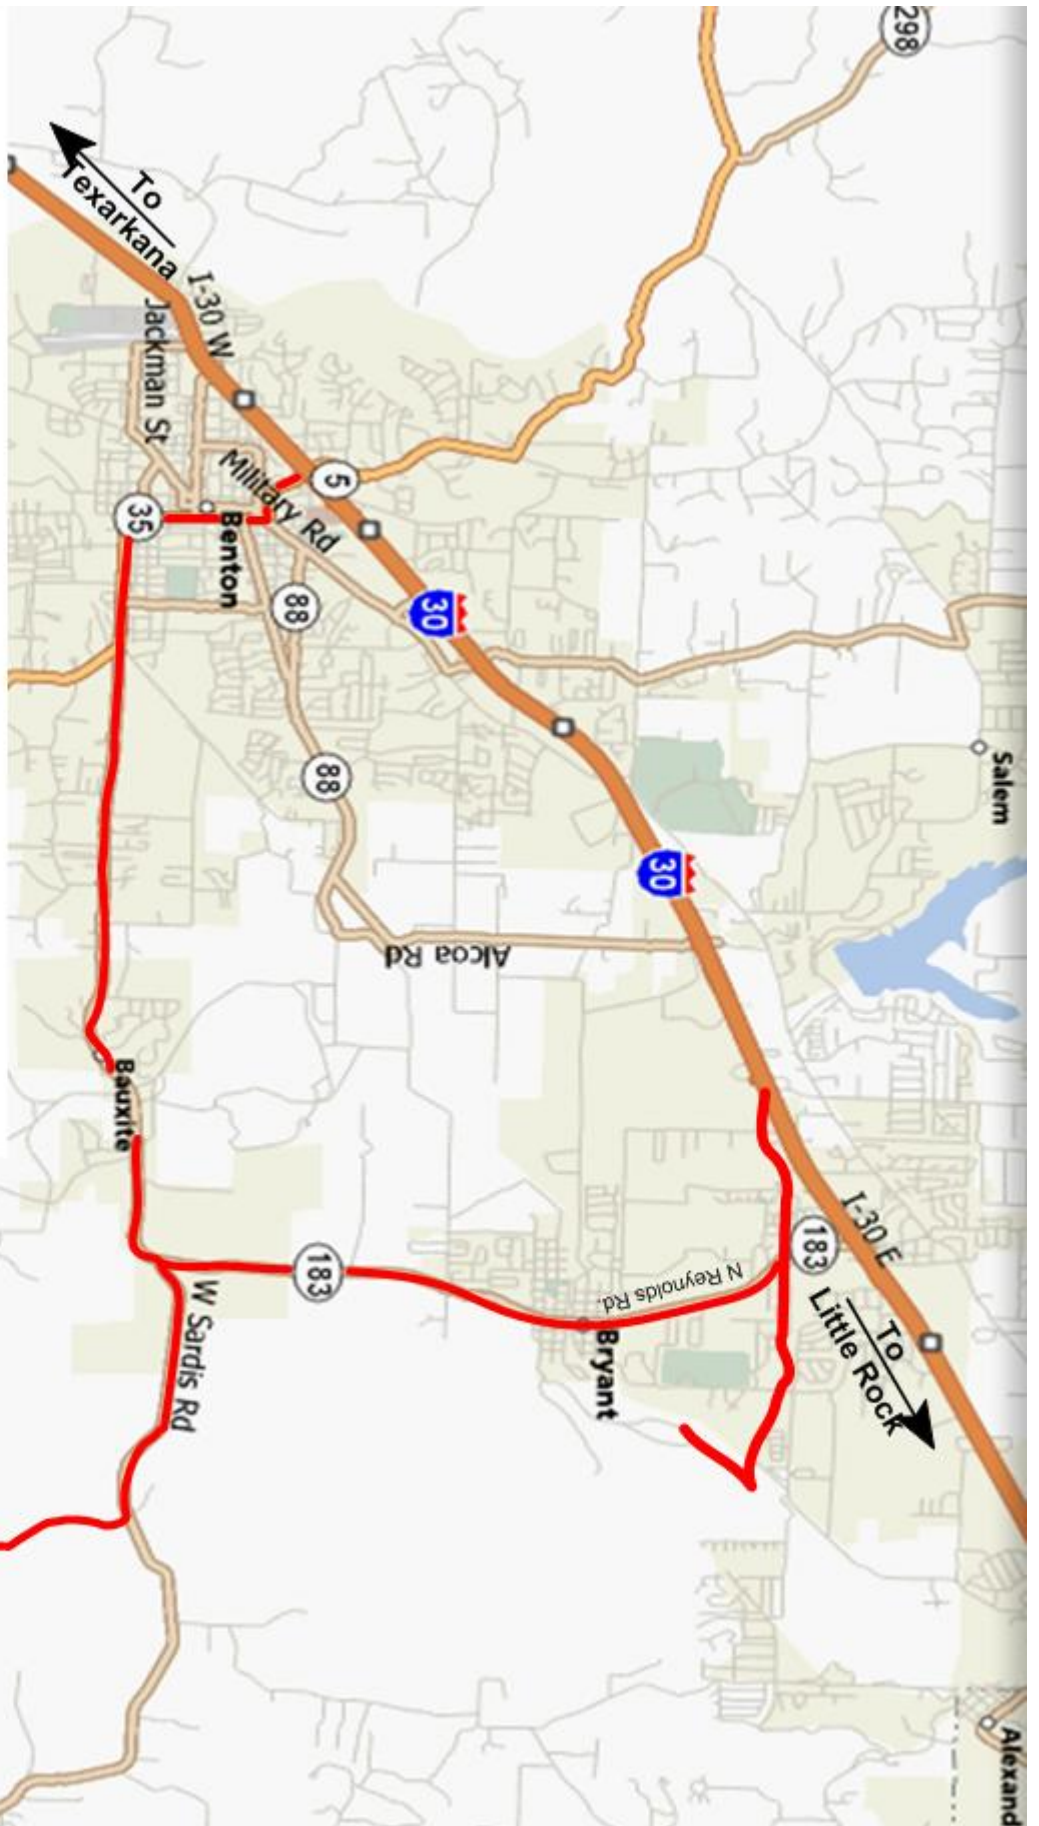 298
To
Texarkana
I-30 W
Jackman St
Military Rd
5
35
Benton
88
30
Salem
88
30
Alcoa Rd
Bauxite
I-30 E
183
To
Little Rock
183
N Reynolds Rd.
Bryant
W Sardis Rd
Alexand